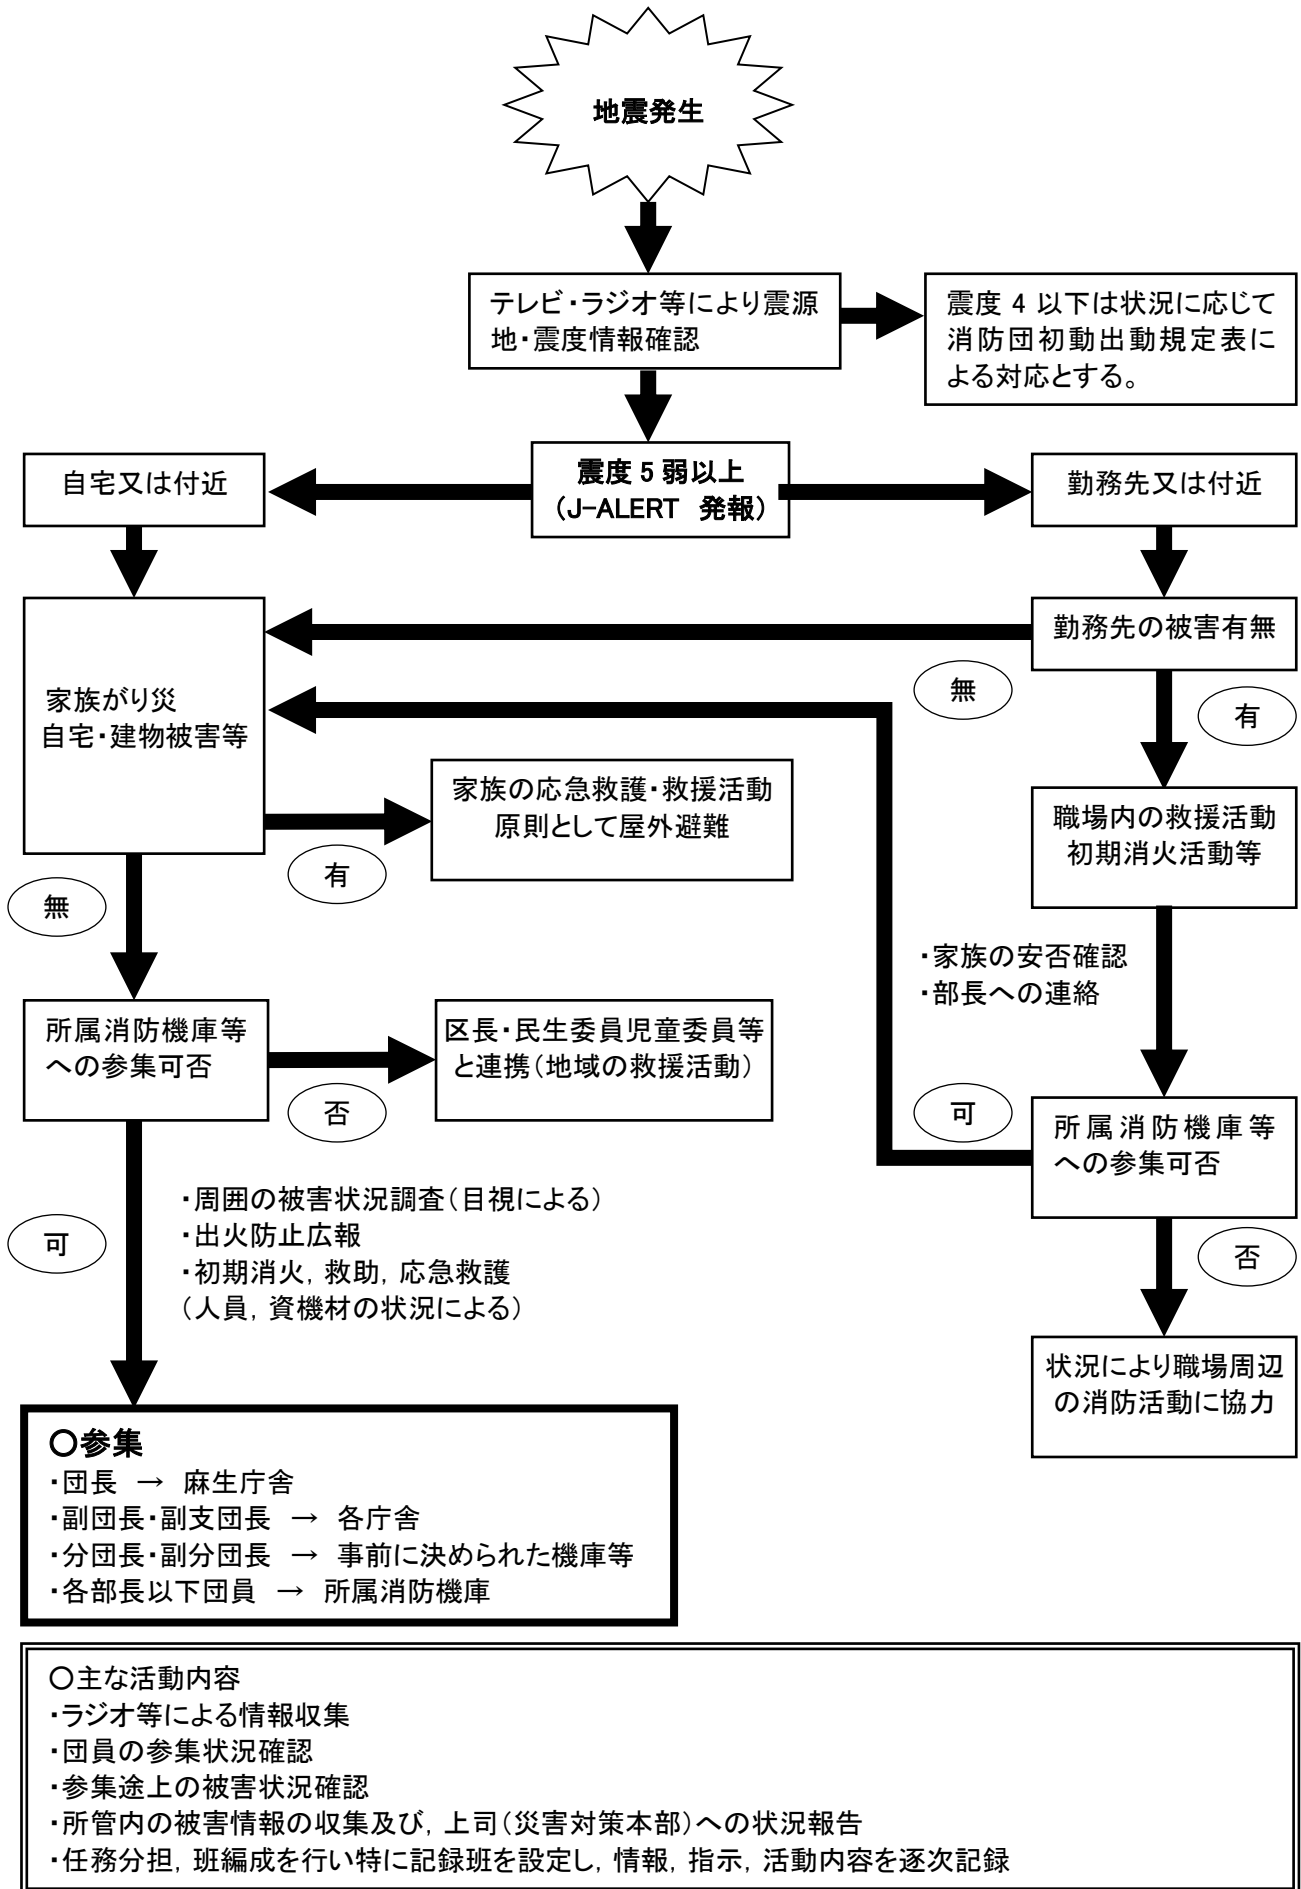 地震発生
テレビ・ラジオ等により震源
地・震度情報確認
震度 4 以下は状況に応じて
消防団初動出動規定表に
よる対応とする。
自宅又は付近
震度 5 弱以上
（J-ALERT 発報）
勤務先又は付近
勤務先の被害有無
無
有
家族がり災
自宅・建物被害等
家族の応急救護・救援活動
原則として屋外避難
有
無
職場内の救援活動
初期消火活動等
・家族の安否確認
・部長への連絡
所属消防機庫等
への参集可否
区長・民生委員児童委員等
と連携（地域の救援活動）
否
可
所属消防機庫等
への参集可否
可
・周囲の被害状況調査（目視による）
・出火防止広報
・初期消火，救助，応急救護
（人員，資機材の状況による）
否
状況により職場周辺
の消防活動に協力
○参集
・団長 → 麻生庁舎
・副団長・副支団長 → 各庁舎
・分団長・副分団長 → 事前に決められた機庫等
・各部長以下団員 → 所属消防機庫
○主な活動内容
・ラジオ等による情報収集
・団員の参集状況確認
・参集途上の被害状況確認
・所管内の被害情報の収集及び，上司（災害対策本部）への状況報告
・任務分担，班編成を行い特に記録班を設定し，情報，指示，活動内容を逐次記録